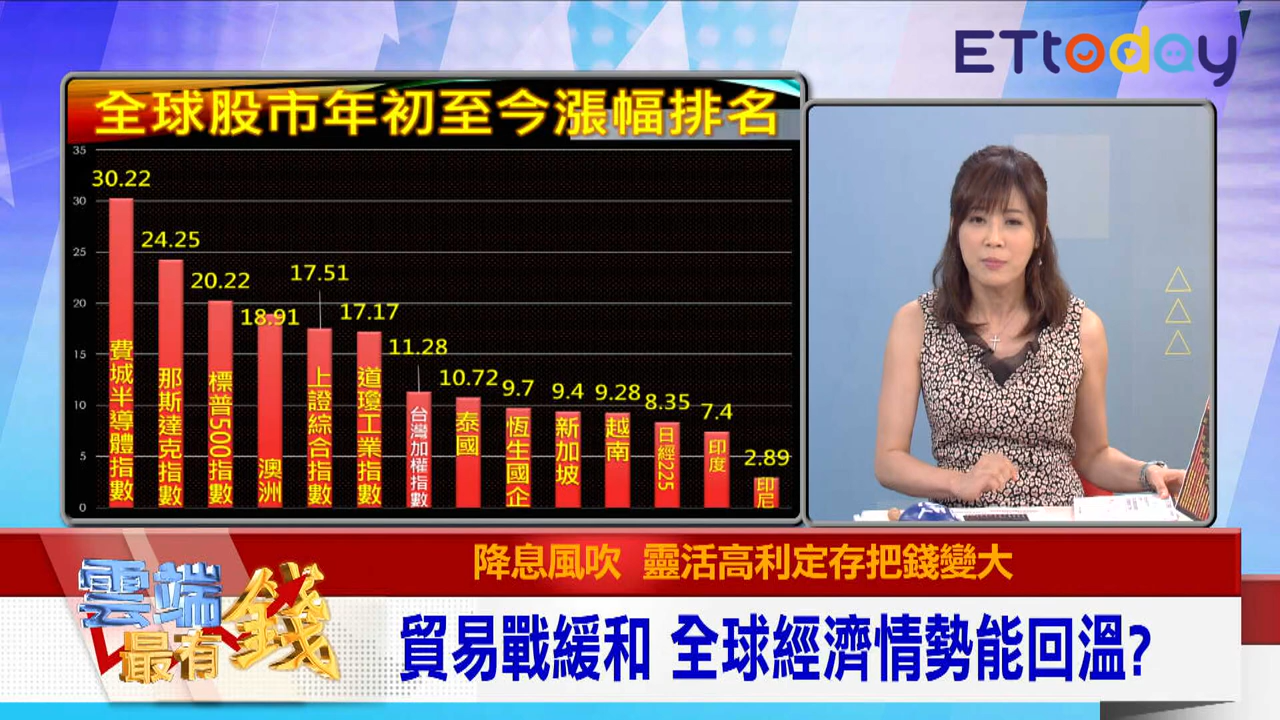 ETtoday
全球股市年初至今漲幅排名
35
30
25
20
15
10
5
0
30.22
24.25
20.22
18.91
17.51
17.17
11.28
10.72
9.7
9.4
9.28
8.35
7.4
2.89
費城半導體指數
那斯達克指數
標普500指數
澳洲
上證綜合指數
道瓊工業指數
台灣加權指數
泰國
恆生國企
新加坡
越南
日經225
印度
印尼
降息風吹 靈活高利定存把錢變大
雲端最有錢
貿易戰緩和 全球經濟情勢能回溫?